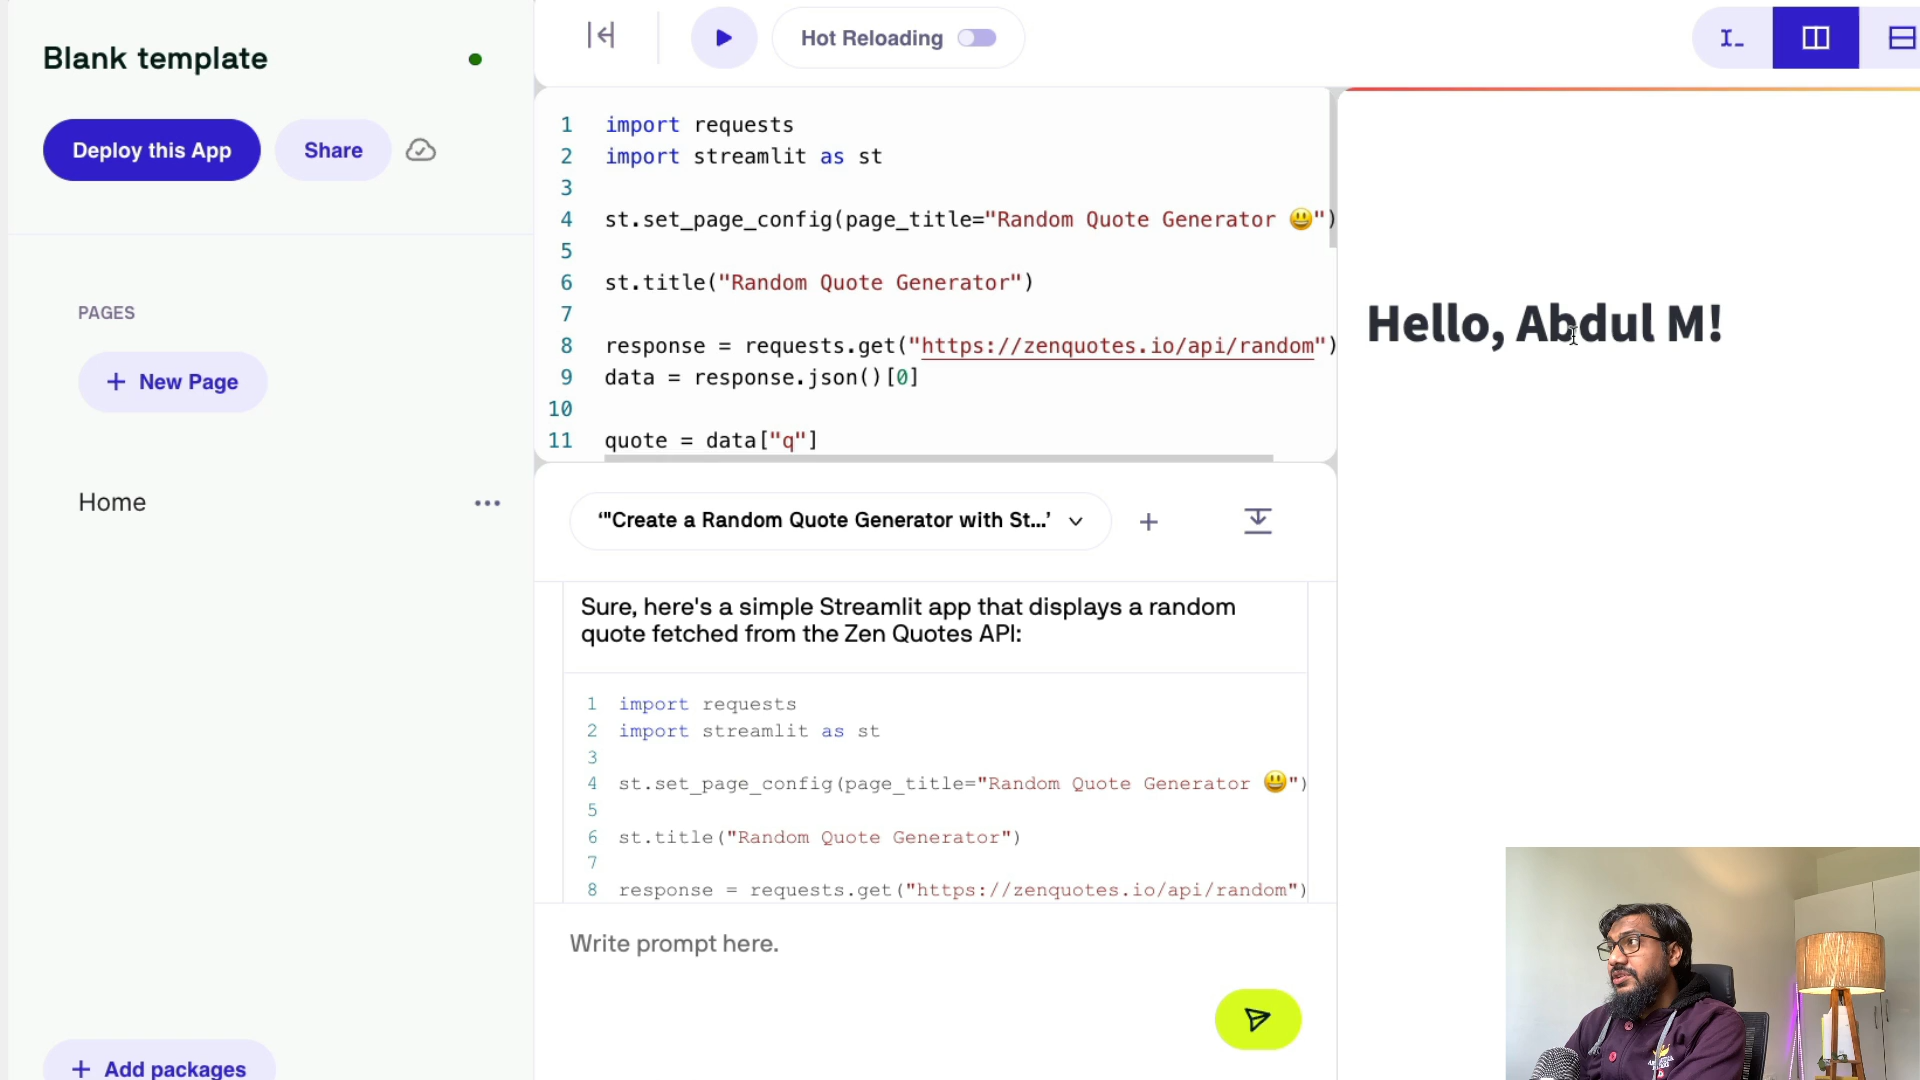 Blank template
Deploy this App
Share
PAGES
+ New Page
Home
+ Add packages
Hot Reloading
1 import requests
2 import streamlit as st
3
4 st.set_page_config(page_title="Random Quote Generator 😃")
5
6 st.title("Random Quote Generator")
7
8 response = requests.get("https://zenquotes.io/api/random")
9 data = response.json()[0]
10
11 quote = data["q"]
‘"Create a Random Quote Generator with St...’
Sure, here's a simple Streamlit app that displays a random
quote fetched from the Zen Quotes API:
1 import requests
2 import streamlit as st
3
4 st.set_page_config(page_title="Random Quote Generator 😃")
5
6 st.title("Random Quote Generator")
7
8 response = requests.get("https://zenquotes.io/api/random")
Write prompt here.
Hello, Abdul M!